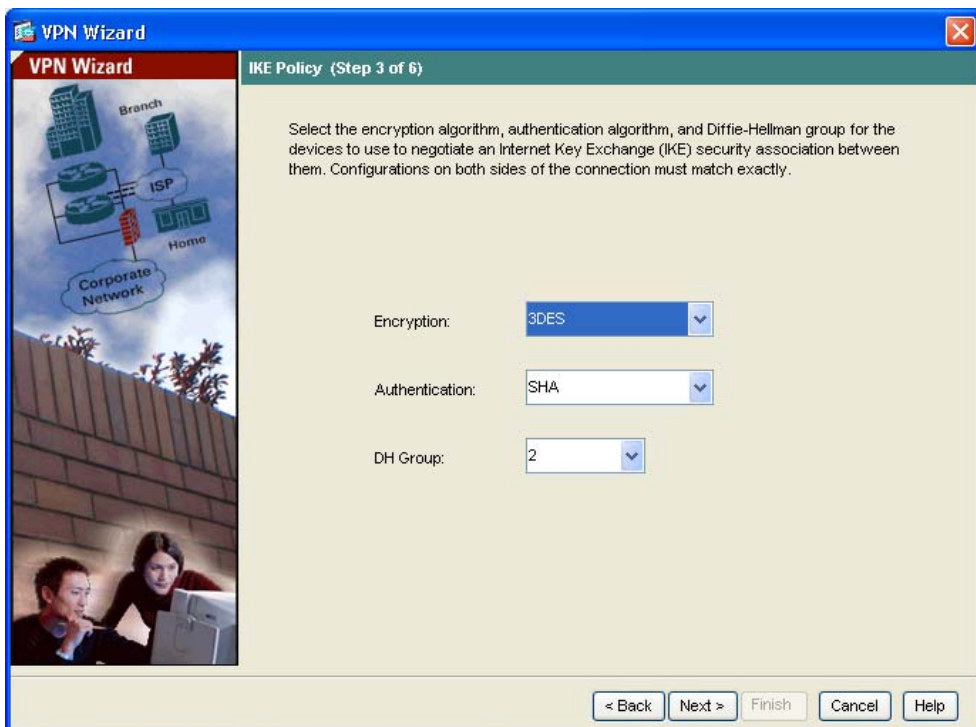 VPN Wizard
VPN Wizard
IKE Policy (Step 3 of 6)
Branch
ISP
Home
Corporate
Network
Select the encryption algorithm, authentication algorithm, and Diffie-Hellman group for the
devices to use to negotiate an Internet Key Exchange (IKE) security association between
them. Configurations on both sides of the connection must match exactly.
Encryption: 3DES
Authentication: SHA
DH Group: 2
< Back Next > Finish Cancel Help